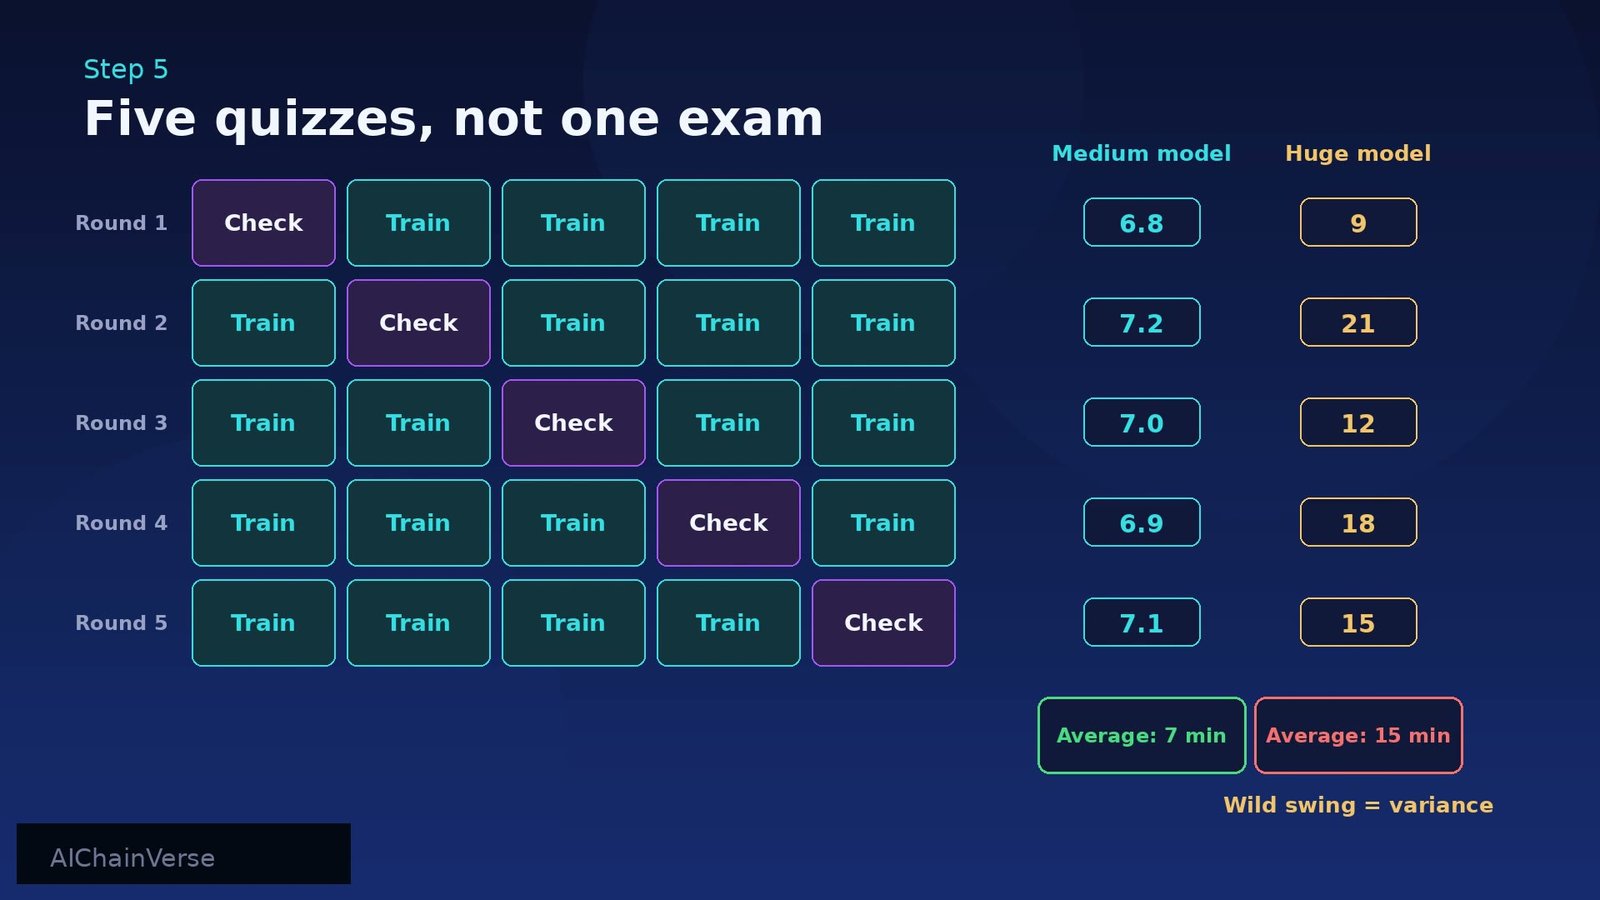 Step 5
Five quizzes, not one exam
Medium model Huge model
Round 1 Check Train Train Train Train 6.8 9
Round 2 Train Check Train Train Train 7.2 21
Round 3 Train Train Check Train Train 7.0 12
Round 4 Train Train Train Check Train 6.9 18
Round 5 Train Train Train Train Check 7.1 15
Average: 7 min Average: 15 min
Wild swing = variance
AIChainVerse